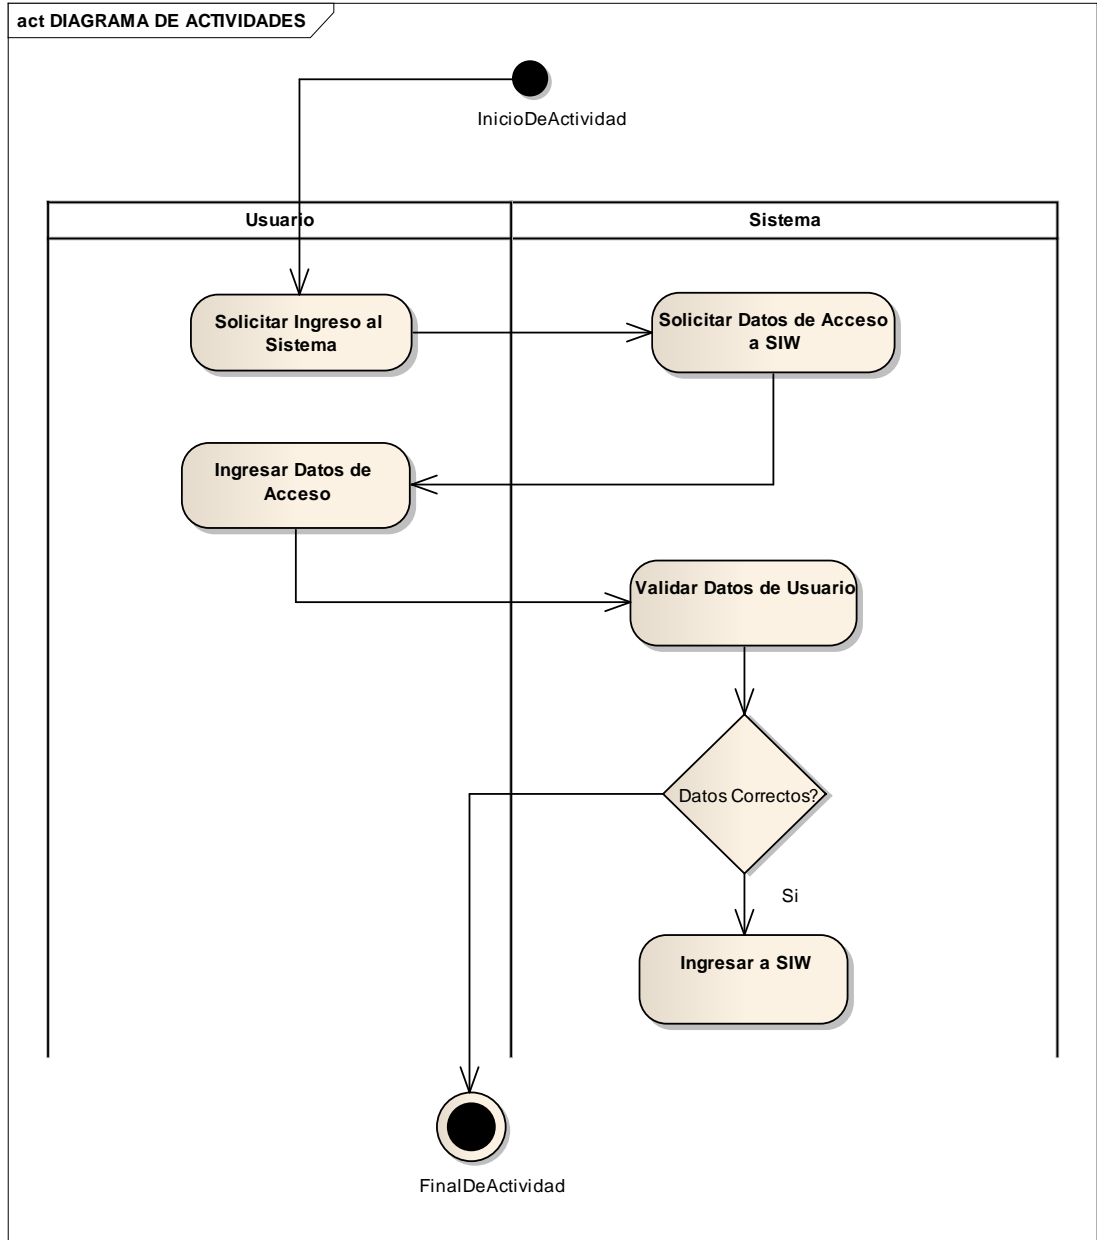 act DIAGRAMA DE ACTIVIDADES
InicioDeActividad
Usuario
Sistema
Solicitar Ingreso al
Sistema
Solicitar Datos de Acceso
a SIW
Ingresar Datos de
Acceso
Validar Datos de Usuario
Datos Correctos?
Si
Ingresar a SIW
FinalDeActividad